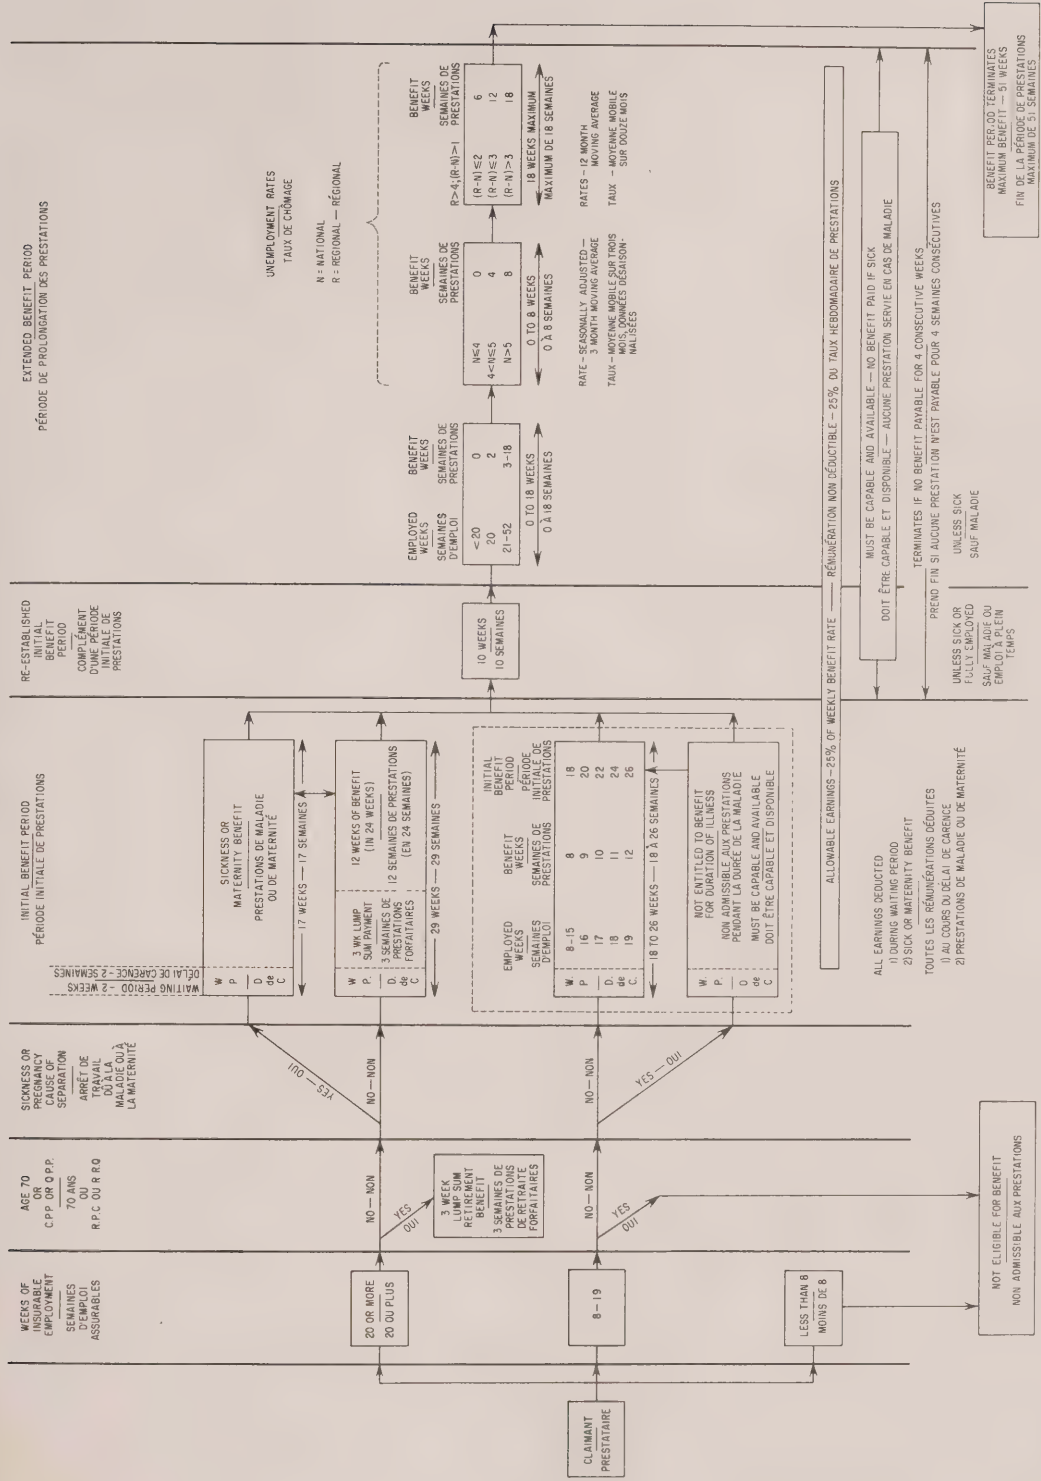 CLAIMANT
PRESTATAIRE
WEEKS OF
INSURABLE
EMPLOYMENT
SEMAINES
D'EMPLOI
ASSURABLES
20 OR MORE
20 OU PLUS
8-19
LESS THAN 8
MOINS DE 8
AGE 70
OR
C.P.P OR Q.P.P.
70 ANS
OU
R.P.C OU R R.Q
NO—NON
YES
OUI
3 WEEK
LUMP SUM
RETIREMENT
BENEFIT
3 SEMAINES DE
PRESTATIONS
DE RETRAITE
FORFAITAIRES
NO—NON
YES
OUI
NOT ELIGIBLE FOR BENEFIT
NON ADMISSIBLE AUX PRESTATIONS
SICKNESS OR
PREGNANCY
CAUSE OF
SEPARATION
ARRÊT DE
TRAVAIL
DÛ À LA
MALADIE OU À
LA MATERNITÉ
YES — OUI
NO—NON
NO—NON
YES — OUI
INITIAL BENEFIT PERIOD
PÉRIODE INITIALE DE PRESTATIONS
WAITING PERIOD - 2 WEEKS
DÉLAI DE CARENCE - 2 SEMAINES
W
P
D
de
C
SICKNESS OR
MATERNITY BENEFIT
PRESTATIONS DE MALADIE
OU DE MATERNITÉ
17 WEEKS — 17 SEMAINES
W
P.
D.
de
C
3 WK LUMP
SUM PAYMENT
3 SEMAINES DE
PRESTATIONS
FORFAITAIRES
12 WEEKS OF BENEFIT
(IN 24 WEEKS)
12 SEMAINES DE PRESTATIONS
(EN 24 SEMAINES)
29 WEEKS — 29 SEMAINES
EMPLOYED
WEEKS
SEMAINES
D'EMPLOI
BENEFIT
WEEKS
SEMAINES DE
PRESTATIONS
INITIAL
BENEFIT
PERIOD
PÉRIODE
INITIALE DE
PRESTATIONS
W
P
D.
de
C.
8-15 8 18
16 9 20
17 10 22
18 11 24
19 12 26
18 TO 26 WEEKS — 18 À 26 SEMAINES
W
P
D
de
C
NOT ENTITLED TO BENEFIT
FOR DURATION OF ILLNESS
NON ADMISSIBLE AUX PRESTATIONS
PENDANT LA DURÉE DE LA MALADIE
MUST BE CAPABLE AND AVAILABLE
DOIT ÊTRE CAPABLE ET DISPONIBLE
RE-ESTABLISHED
INITIAL
BENEFIT
PERIOD
COMPLÉMENT
D'UNE PÉRIODE
INITIALE DE
PRESTATIONS
10 WEEKS
10 SEMAINES
EXTENDED BENEFIT PERIOD
PÉRIODE DE PROLONGATION DES PRESTATIONS
UNEMPLOYMENT RATES
TAUX DE CHÔMAGE
N = NATIONAL
R = REGIONAL — RÉGIONAL
EMPLOYED
WEEKS
SEMAINES
D'EMPLOI
BENEFIT
WEEKS
SEMAINES DE
PRESTATIONS
<20 0
20 2
21-52 3-18
0 TO 18 WEEKS
0 À 18 SEMAINES
BENEFIT
WEEKS
SEMAINES DE
PRESTATIONS
N≤4 0
4<N≤5 4
N>5 8
0 TO 8 WEEKS
0 À 8 SEMAINES
RATE – SEASONALLY ADJUSTED —
3 MONTH MOVING AVERAGE
TAUX – MOYENNE MOBILE SUR TROIS
MOIS, DONNÉES DÉSAISON-
NALISÉES
BENEFIT
WEEKS
SEMAINES DE
PRESTATIONS
R>4;(R-N)>1
(R-N)≤2 6
(R-N)≤3 12
(R-N)>3 18
18 WEEKS MAXIMUM
MAXIMUM DE 18 SEMAINES
RATES – 12 MONTH
MOVING AVERAGE
TAUX – MOYENNE MOBILE
SUR DOUZE MOIS
ALLOWABLE EARNINGS – 25% OF WEEKLY BENEFIT RATE — RÉMUNÉRATION NON DÉDUCTIBLE – 25% DU TAUX HEBDOMADAIRE DE PRESTATIONS
MUST BE CAPABLE AND AVAILABLE — NO BENEFIT PAID IF SICK
DOIT ÊTRE CAPABLE ET DISPONIBLE — AUCUNE PRESTATION SERVIE EN CAS DE MALADIE
TERMINATES IF NO BENEFIT PAYABLE FOR 4 CONSECUTIVE WEEKS
PREND FIN SI AUCUNE PRESTATION N'EST PAYABLE POUR 4 SEMAINES CONSECUTIVES
ALL EARNINGS DEDUCTED
1) DURING WAITING PERIOD
2) SICK OR MATERNITY BENEFIT
TOUTES LES RÉMUNÉRATIONS DÉDUITES
1) AU COURS DU DÉLAI DE CARENCE
2) PRESTATIONS DE MALADIE OU DE MATERNITÉ
UNLESS SICK OR
FULLY EMPLOYED
SAUF MALADIE OU
EMPLOI À PLEIN
TEMPS
UNLESS SICK
SAUF MALADIE
BENEFIT PERIOD TERMINATES
MAXIMUM BENEFIT — 51 WEEKS
FIN DE LA PÉRIODE DE PRESTATIONS
MAXIMUM DE 51 SEMAINES